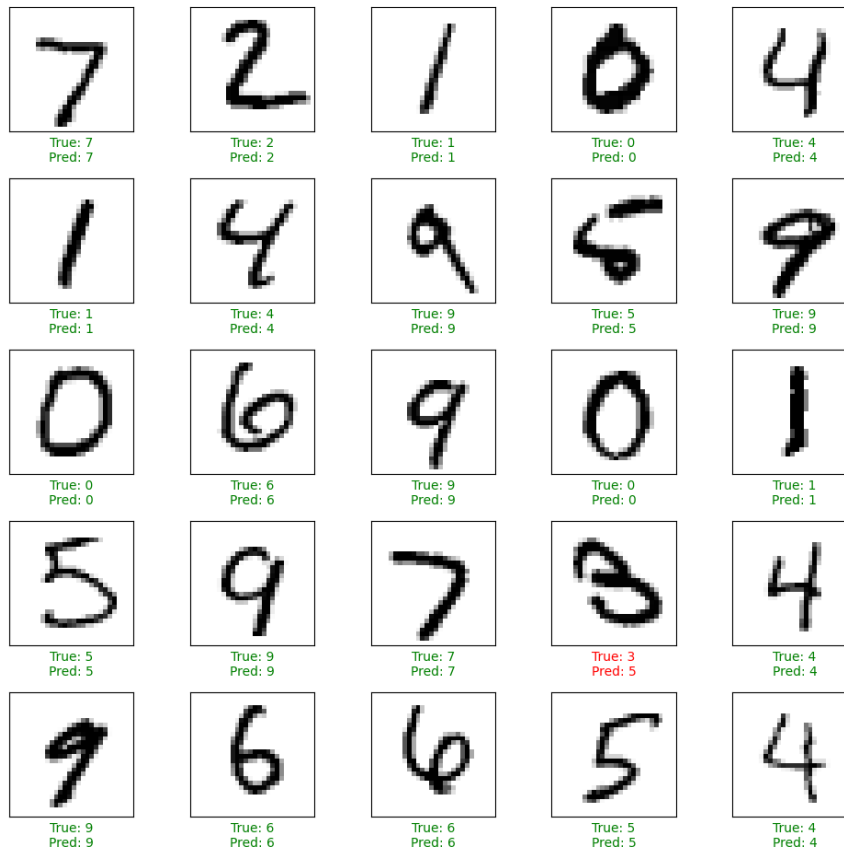 7 2 1 0 4
True: 7 True: 2 True: 1 True: 0 True: 4
Pred: 7 Pred: 2 Pred: 1 Pred: 0 Pred: 4
1 4 9 5 9
True: 1 True: 4 True: 9 True: 5 True: 9
Pred: 1 Pred: 4 Pred: 9 Pred: 5 Pred: 9
0 6 9 0 1
True: 0 True: 6 True: 9 True: 0 True: 1
Pred: 0 Pred: 6 Pred: 9 Pred: 0 Pred: 1
5 9 7 3 4
True: 5 True: 9 True: 7 True: 3 True: 4
Pred: 5 Pred: 9 Pred: 7 Pred: 5 Pred: 4
9 6 6 5 4
True: 9 True: 6 True: 6 True: 5 True: 4
Pred: 9 Pred: 6 Pred: 6 Pred: 5 Pred: 4